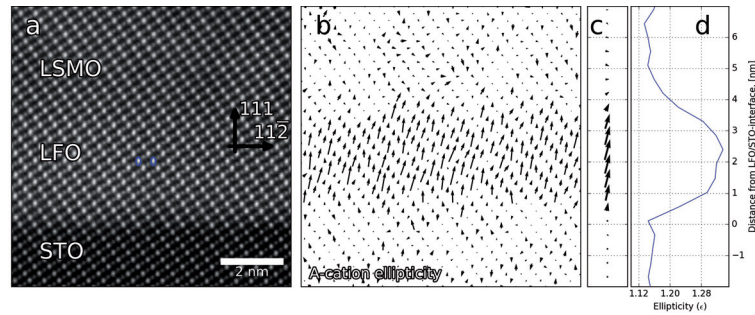 a
LSMO
LFO
STO
111
112̅
2 nm
b
A-cation ellipticity
c
d
6
5
4
3
2
1
0
−1
Distance from LFO/STO-interface, [nm]
1.12 1.20 1.28
Ellipticity (ϵ)